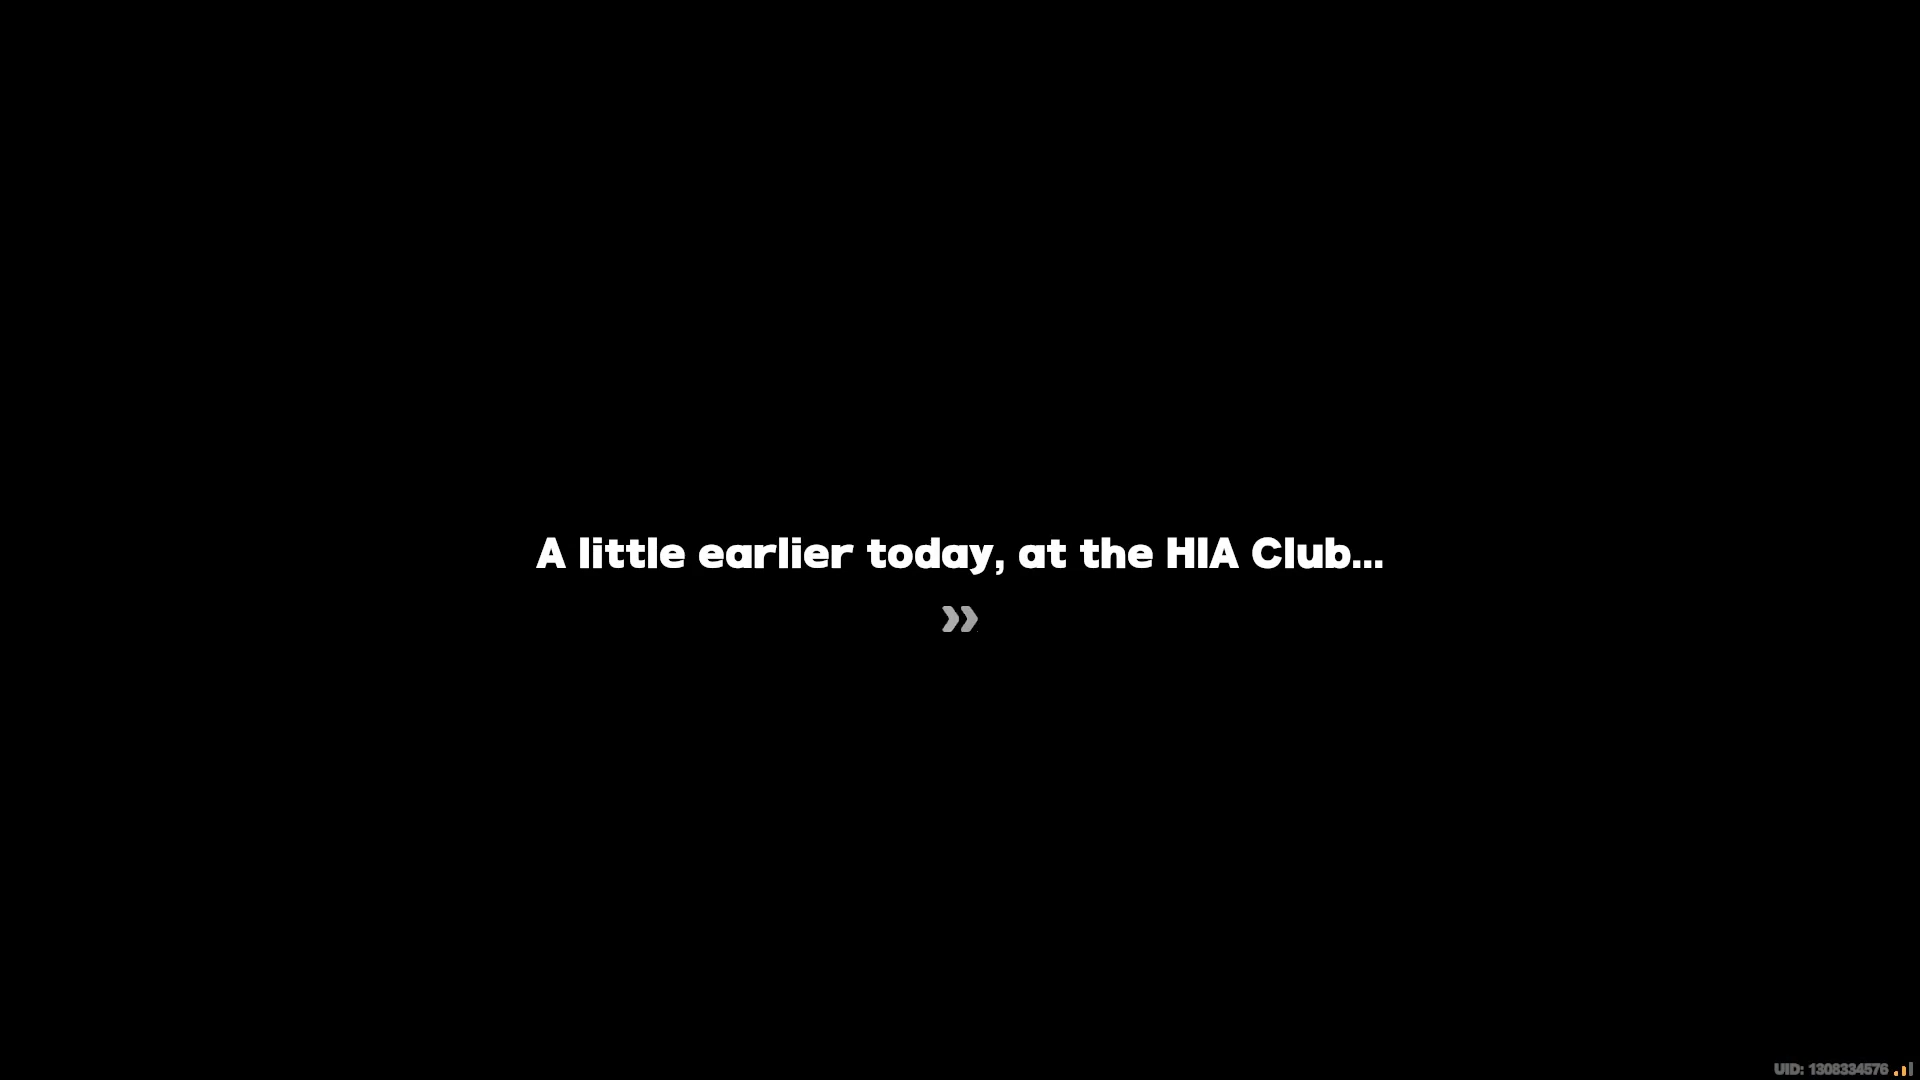 A little earlier today, at the HIA Club...
UID: 1308334576